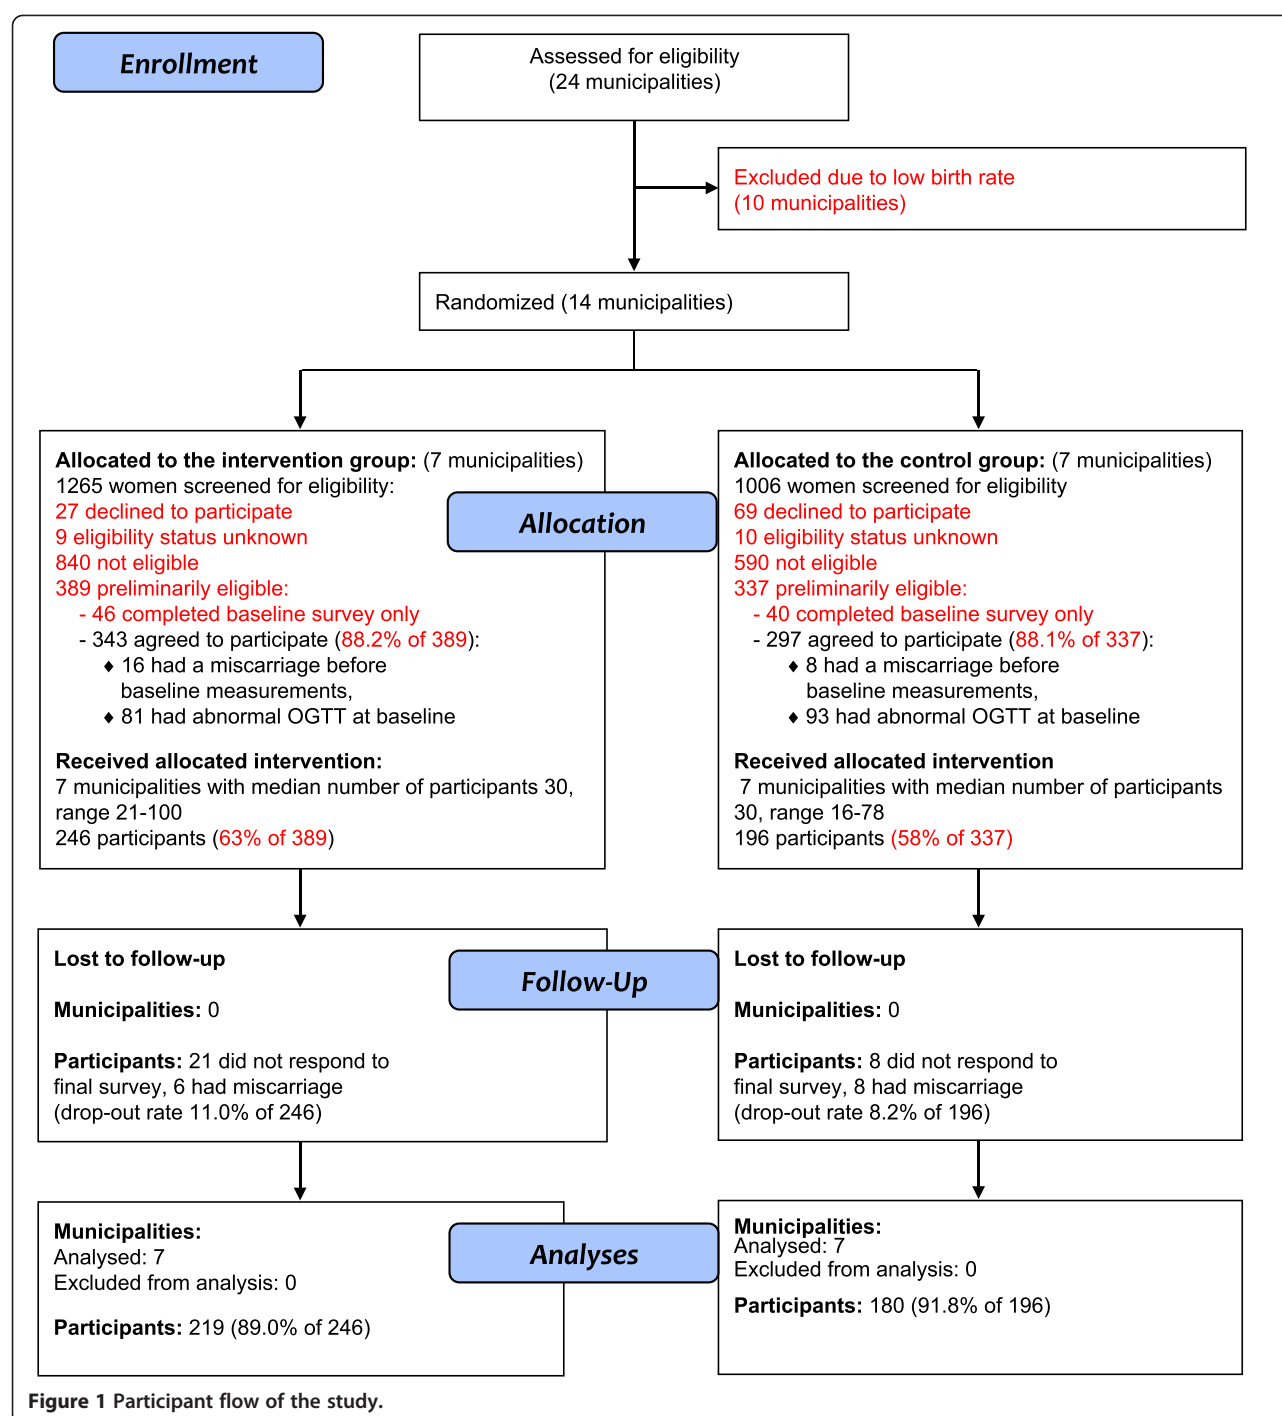 Enrollment
Assessed for eligibility
(24 municipalities)
Excluded due to low birth rate
(10 municipalities)
Randomized (14 municipalities)
Allocated to the intervention group: (7 municipalities)
1265 women screened for eligibility:
27 declined to participate
9 eligibility status unknown
840 not eligible
389 preliminarily eligible:
- 46 completed baseline survey only
- 343 agreed to participate (88.2% of 389):
♦ 16 had a miscarriage before
baseline measurements,
♦ 81 had abnormal OGTT at baseline
Received allocated intervention:
7 municipalities with median number of participants 30,
range 21-100
246 participants (63% of 389)
Allocation
Allocated to the control group: (7 municipalities)
1006 women screened for eligibility
69 declined to participate
10 eligibility status unknown
590 not eligible
337 preliminarily eligible:
- 40 completed baseline survey only
- 297 agreed to participate (88.1% of 337):
♦ 8 had a miscarriage before
baseline measurements,
♦ 93 had abnormal OGTT at baseline
Received allocated intervention
7 municipalities with median number of participants
30, range 16-78
196 participants (58% of 337)
Lost to follow-up
Municipalities: 0
Participants: 21 did not respond to
final survey, 6 had miscarriage
(drop-out rate 11.0% of 246)
Follow-Up
Lost to follow-up
Municipalities: 0
Participants: 8 did not respond to
final survey, 8 had miscarriage
(drop-out rate 8.2% of 196)
Municipalities:
Analysed: 7
Excluded from analysis: 0
Participants: 219 (89.0% of 246)
Analyses
Municipalities:
Analysed: 7
Excluded from analysis: 0
Participants: 180 (91.8% of 196)
Figure 1 Participant flow of the study.